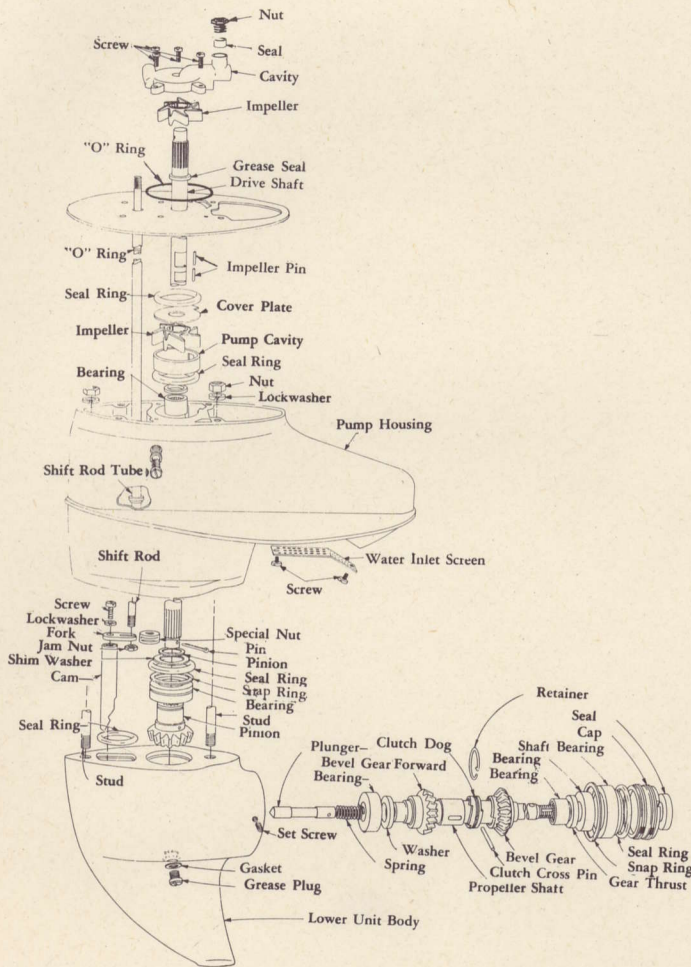 Nut
Screw
Seal
Cavity
Impeller
"O" Ring
Grease Seal
Drive Shaft
"O" Ring
Impeller Pin
Seal Ring
Cover Plate
Impeller
Pump Cavity
Seal Ring
Bearing
Nut
Lockwasher
Pump Housing
Shift Rod Tube
Water Inlet Screen
Shift Rod
Screw
Screw
Lockwasher
Fork
Jam Nut
Shim Washer
Cam
Special Nut
Pin
Pinion
Seal Ring
Snap Ring
Bearing
Stud
Pinion
Seal Ring
Stud
Retainer
Seal
Cap
Shaft Bearing
Bearing
Bearing
Plunger
Clutch Dog
Bevel Gear Forward
Bearing
Set Screw
Washer
Spring
Bevel Gear
Clutch Cross Pin
Propeller Shaft
Seal Ring
Snap Ring
Gear Thrust
Gasket
Grease Plug
Lower Unit Body